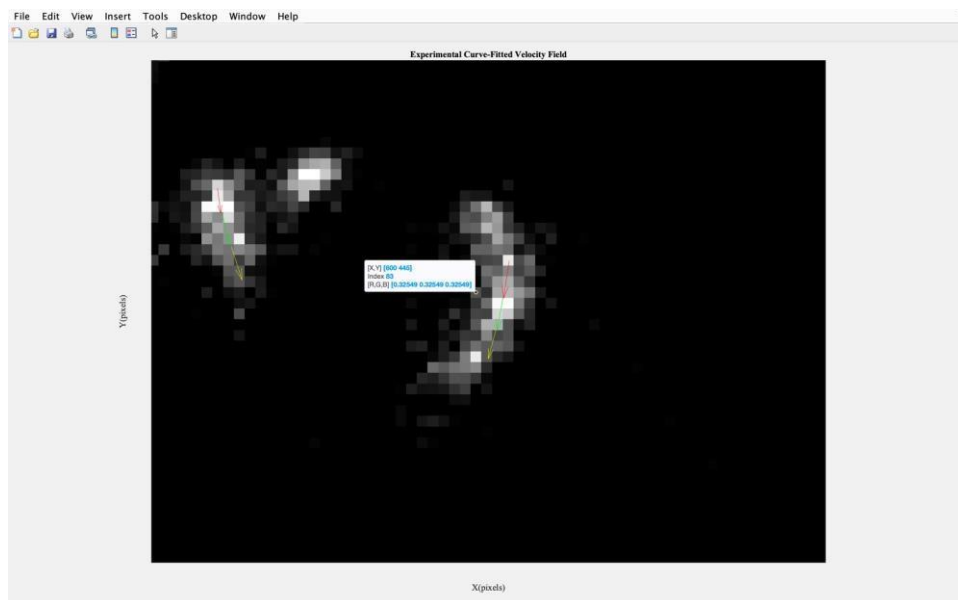 File Edit View Insert Tools Desktop Window Help
Experimental Curve-Fitted Velocity Field
[X,Y] [600 445]
Index 83
[R,G,B] [0.32549 0.32549 0.32549]
Y(pixels)
X(pixels)